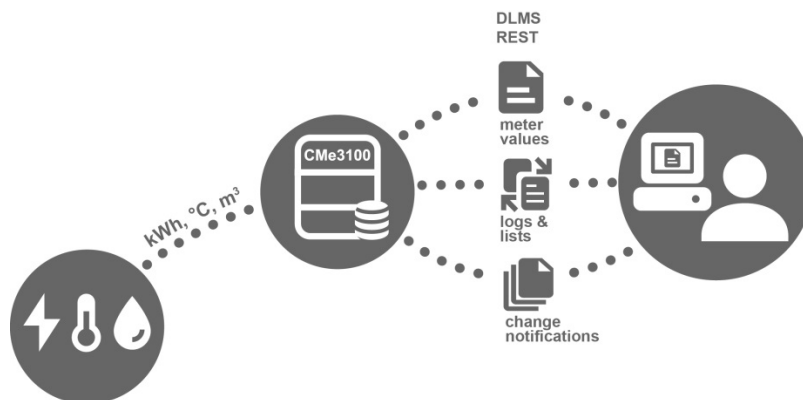 DLMS
REST
CMe3100
meter
values
kWh, °C, m³
logs &
lists
change
notifications